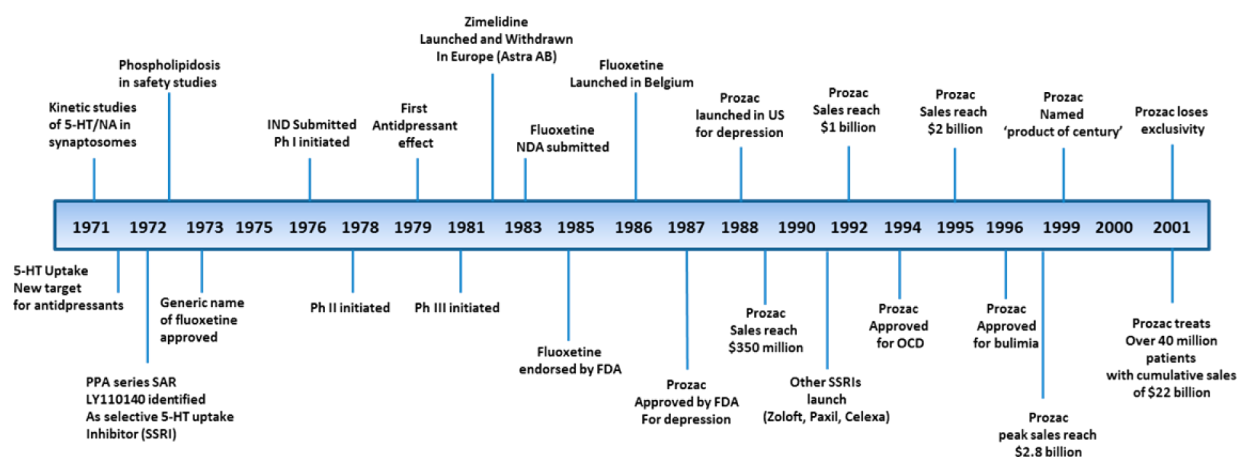 Zimelidine
Launched and Withdrawn
In Europe (Astra AB)
Phospholipidosis
in safety studies
Fluoxetine
Launched in Belgium
Kinetic studies
of 5-HT/NA in
synaptosomes
IND Submitted
Ph I initiated
First
Antidpressant
effect
Fluoxetine
NDA submitted
Prozac
launched in US
for depression
Prozac
Sales reach
$1 billion
Prozac
Sales reach
$2 billion
Prozac
Named
‘product of century’
Prozac loses
exclusivity
1971 1972 1973 1975 1976 1978 1979 1981 1983 1985 1986 1987 1988 1990 1992 1994 1995 1996 1999 2000 2001
5-HT Uptake
New target
for antidpressants
PPA series SAR
LY110140 identified
As selective 5-HT uptake
Inhibitor (SSRI)
Generic name
of fluoxetine
approved
Ph II initiated
Ph III initiated
Fluoxetine
endorsed by FDA
Prozac
Approved by FDA
For depression
Prozac
Sales reach
$350 million
Other SSRIs
launch
(Zoloft, Paxil, Celexa)
Prozac
Approved
for OCD
Prozac
Approved
for bulimia
Prozac
peak sales reach
$2.8 billion
Prozac treats
Over 40 million
patients
with cumulative sales
of $22 billion